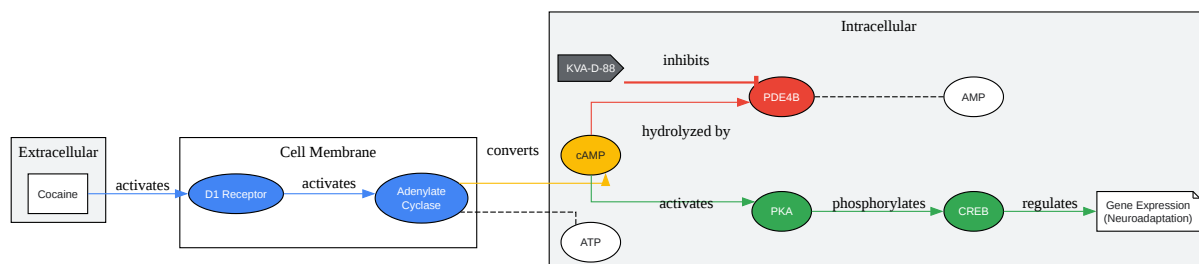 Intracellular
KVA-D-88
inhibits
PDE4B
AMP
Extracellular
Cell Membrane
converts
cAMP
hydrolyzed by
Cocaine
activates
D1 Receptor
activates
Adenylate
Cyclase
activates
PKA
phosphorylates
CREB
regulates
Gene Expression
(Neuroadaptation)
ATP